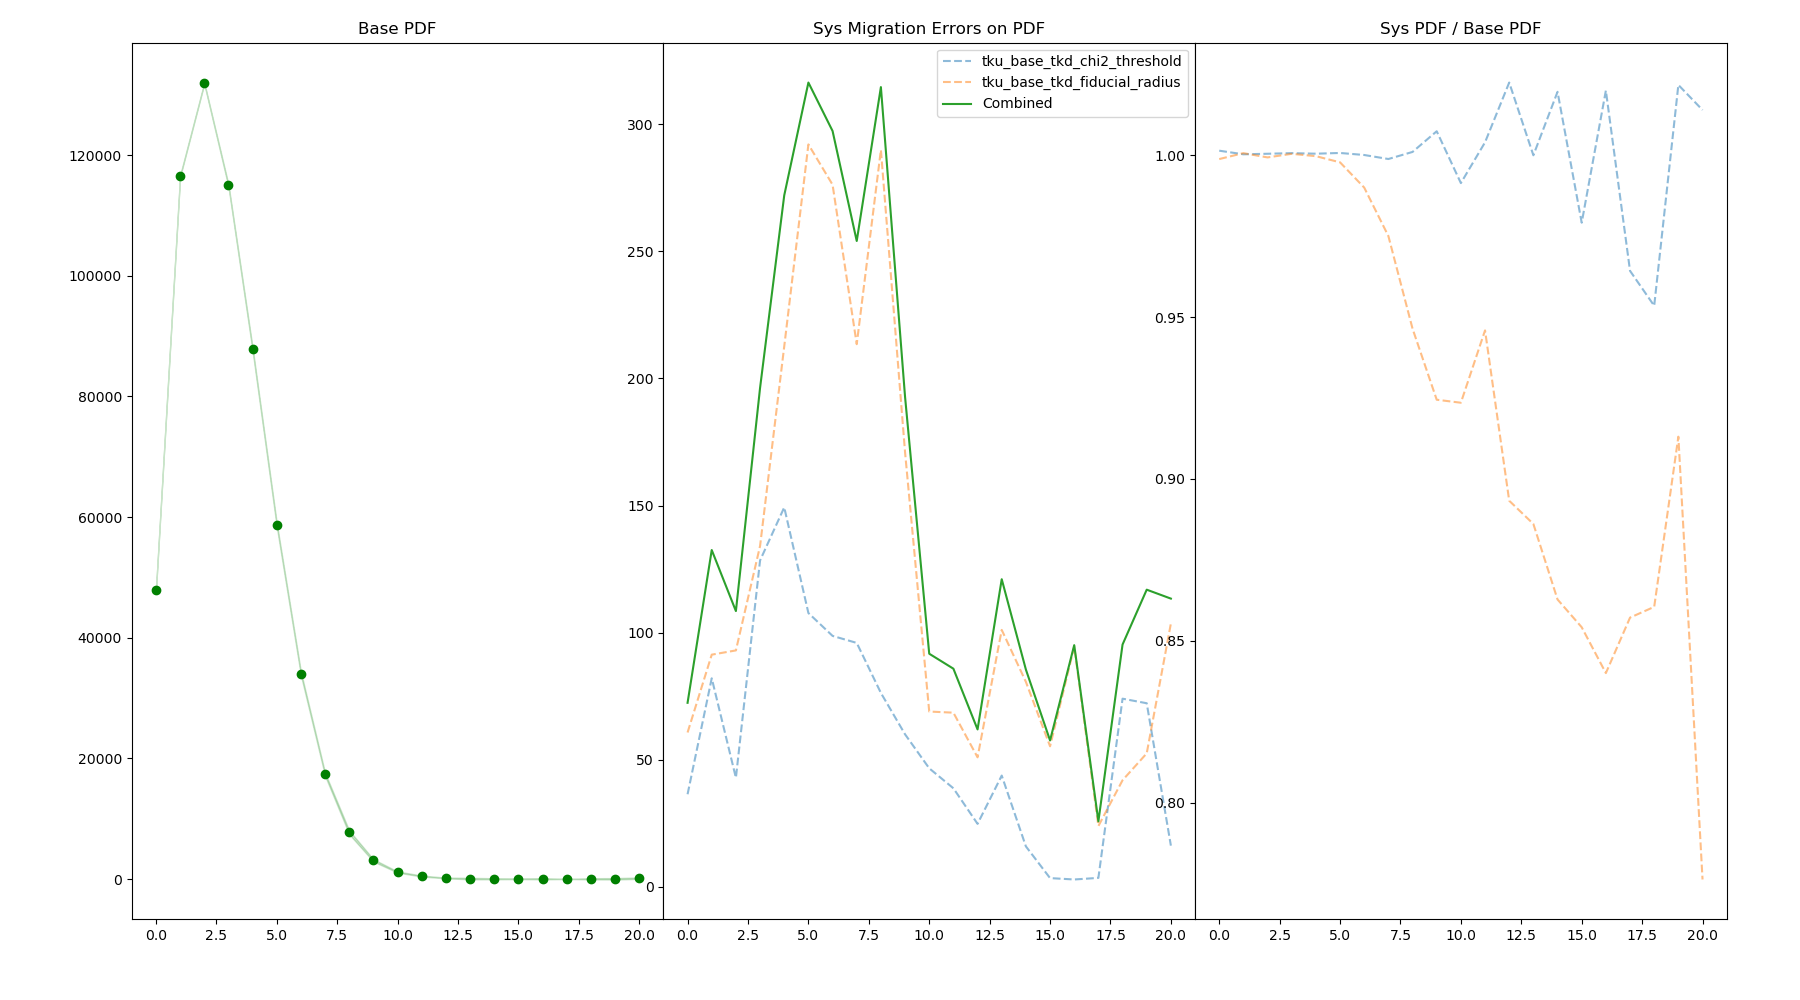 Base PDF
Sys Migration Errors on PDF
Sys PDF / Base PDF
120000
100000
80000
60000
40000
20000
0
0.0 2.5 5.0 7.5 10.0 12.5 15.0 17.5 20.0
tku_base_tkd_chi2_threshold
tku_base_tkd_fiducial_radius
Combined
300
250
200
150
100
50
0
0.0 2.5 5.0 7.5 10.0 12.5 15.0 17.5 20.0
1.00
0.95
0.90
0.85
0.80
0.0 2.5 5.0 7.5 10.0 12.5 15.0 17.5 20.0